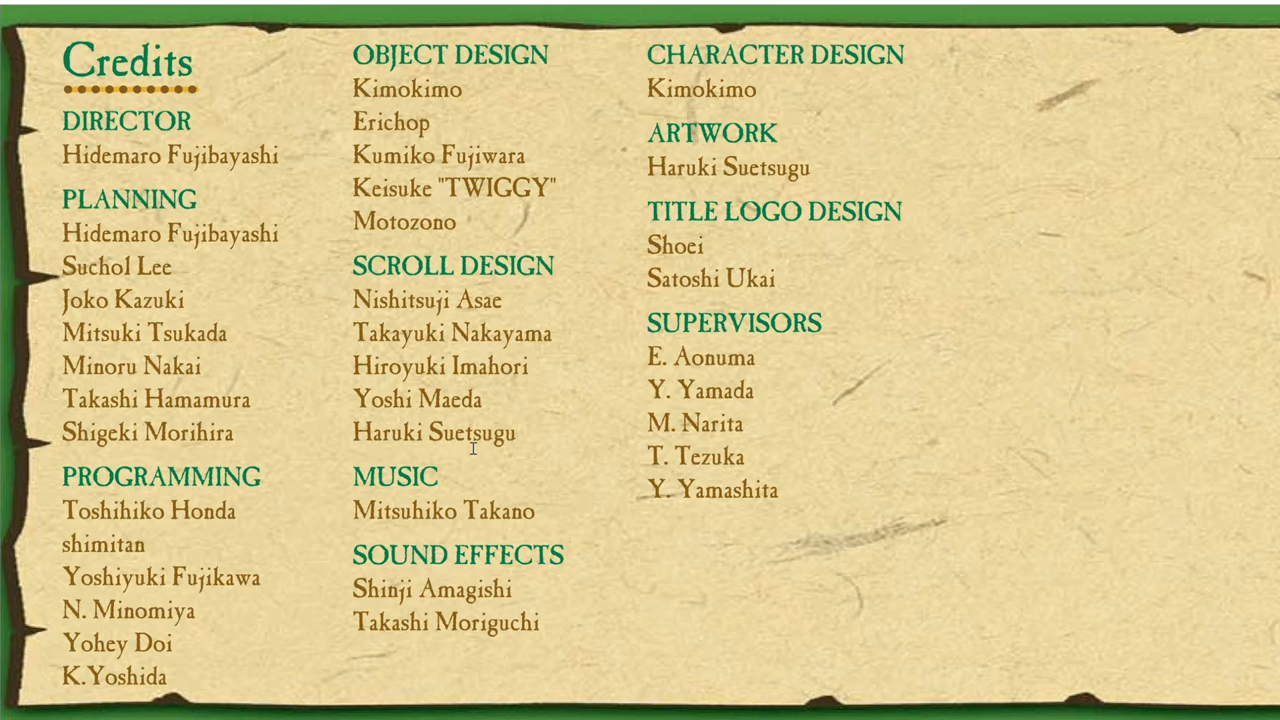 Credits
DIRECTOR
Hidemaro Fujibayashi
PLANNING
Hidemaro Fujibayashi
Suchol Lee
Joko Kazuki
Mitsuki Tsukada
Minoru Nakai
Takashi Hamamura
Shigeki Morihira
PROGRAMMING
Toshihiko Honda
shimitan
Yoshiyuki Fujikawa
N. Minomiya
Yohey Doi
K.Yoshida
OBJECT DESIGN
Kimokimo
Erichop
Kumiko Fujiwara
Keisuke "TWIGGY"
Motozono
SCROLL DESIGN
Nishitsuji Asae
Takayuki Nakayama
Hiroyuki Imahori
Yoshi Maeda
Haruki Suetsugu
MUSIC
Mitsuhiko Takano
SOUND EFFECTS
Shinji Amagishi
Takashi Moriguchi
CHARACTER DESIGN
Kimokimo
ARTWORK
Haruki Suetsugu
TITLE LOGO DESIGN
Shoei
Satoshi Ukai
SUPERVISORS
E. Aonuma
Y. Yamada
M. Narita
T. Tezuka
Y. Yamashita